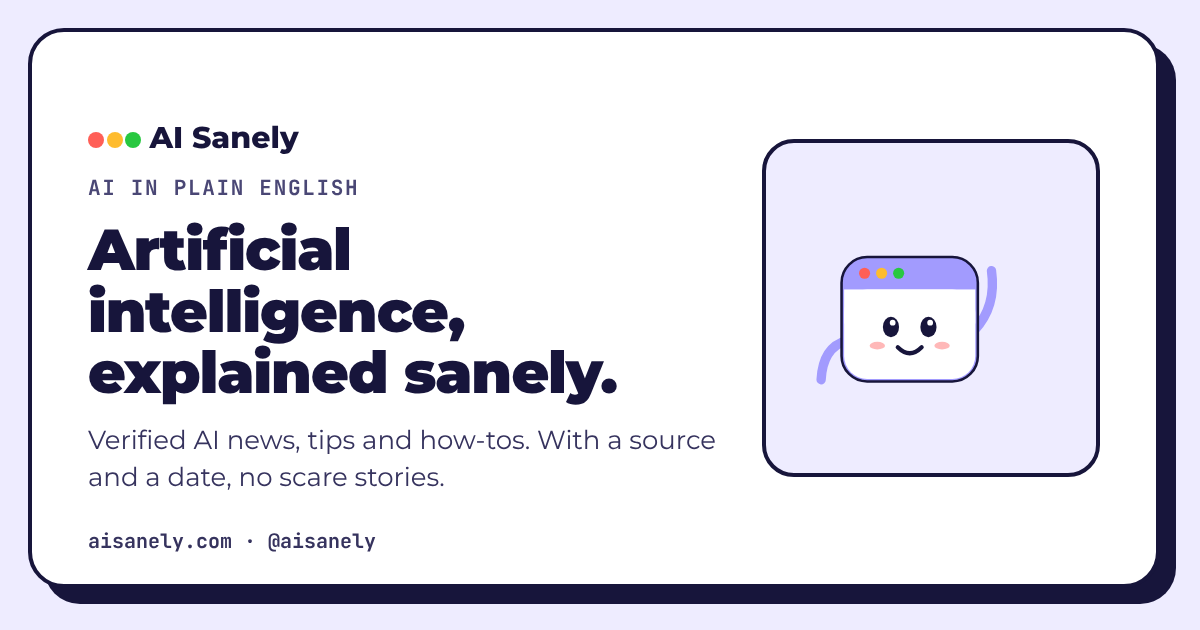 AI Sanely
AI IN PLAIN ENGLISH
Artificial
intelligence,
explained sanely.
Verified AI news, tips and how-tos. With a source
and a date, no scare stories.
aisanely.com · @aisanely